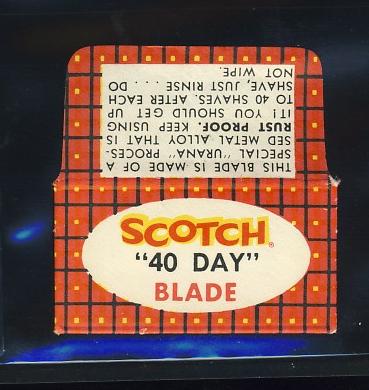 THIS BLADE IS MADE OF A
SPECIAL "URANA" PROCES-
SED METAL ALLOY THAT IS
RUST PROOF. KEEP USING
IT! YOU SHOULD GET UP
TO 40 SHAVES. AFTER EACH
SHAVE, JUST RINSE . . . . DO
NOT WIPE.
SCOTCH®
"40 DAY"
BLADE